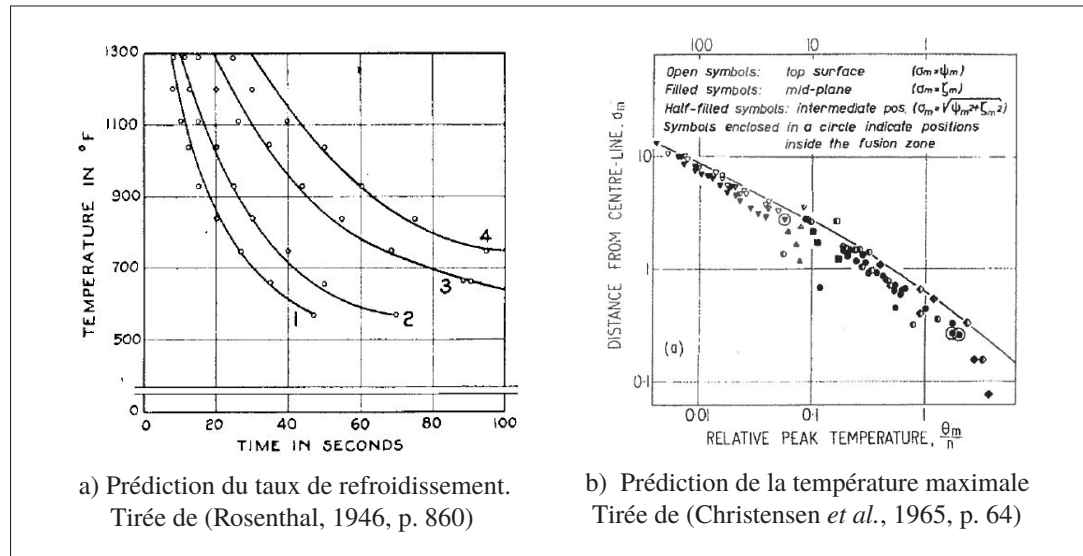 1300
1100
900
700
500
0
TEMPERATURE IN °F
0 20 40 60 80 100
TIME IN SECONDS
1
2
3
4
a) Prédiction du taux de refroidissement.
Tirée de (Rosenthal, 1946, p. 860)
100 10 1
Open symbols: top surface (σm=ψm)
Filled symbols: mid-plane (σm=ζm)
Half-filled symbols: intermediate pos. (σm=√ψm²+ζm²)
Symbols enclosed in a circle indicate positions
inside the fusion zone
DISTANCE FROM CENTRE-LINE, σm
10
1
0·1
(a)
0·01 0·1 1
RELATIVE PEAK TEMPERATURE, θm/n
b) Prédiction de la température maximale
Tirée de (Christensen et al., 1965, p. 64)